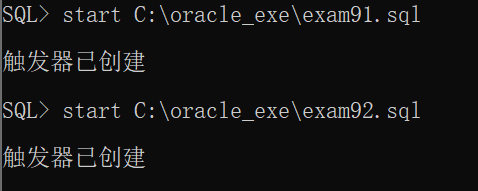 SQL> start C:\oracle_exe\exam91.sql
触发器已创建
SQL> start C:\oracle_exe\exam92.sql
触发器已创建